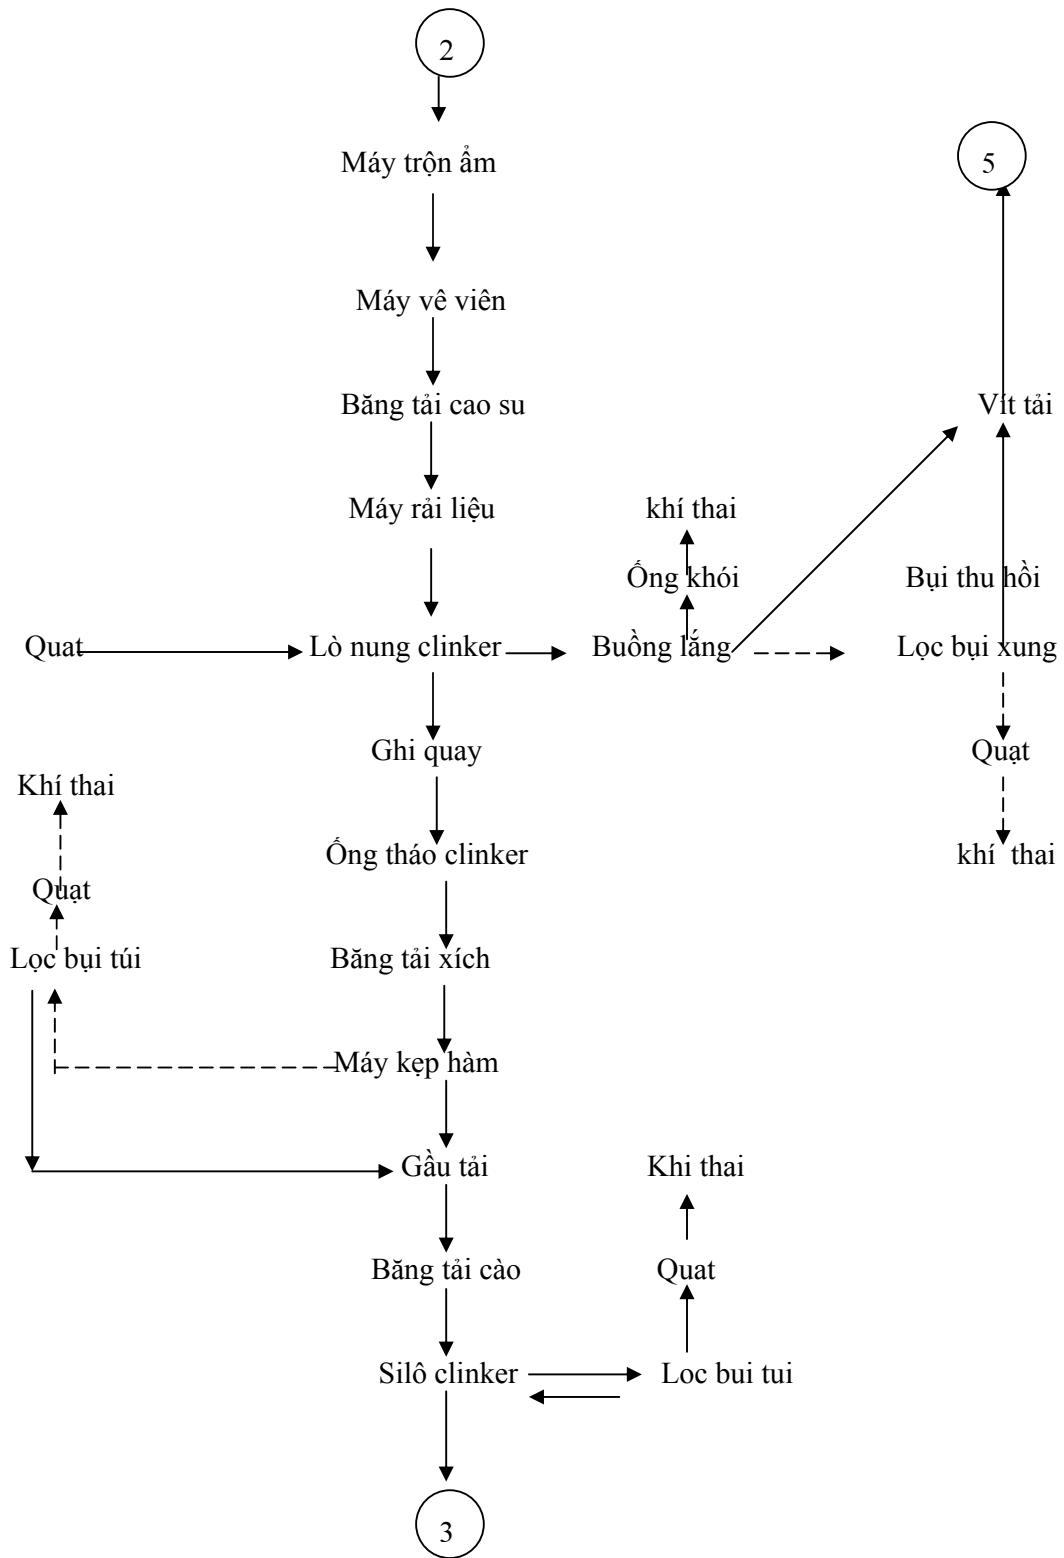 2
Máy trộn ẩm
5
Máy vê viên
Băng tải cao su
Vít tải
Máy rải liệu
khí thai
Ống khói
Bụi thu hồi
Quat
Lò nung clinker
Buồng lắng
Lọc bụi xung
Ghi quay
Quạt
Khí thai
Ống tháo clinker
khí thai
Quạt
Lọc bụi túi
Băng tải xích
Máy kẹp hàm
Gầu tải
Khi thai
Băng tải cào
Quat
Silô clinker
Loc bui tui
3